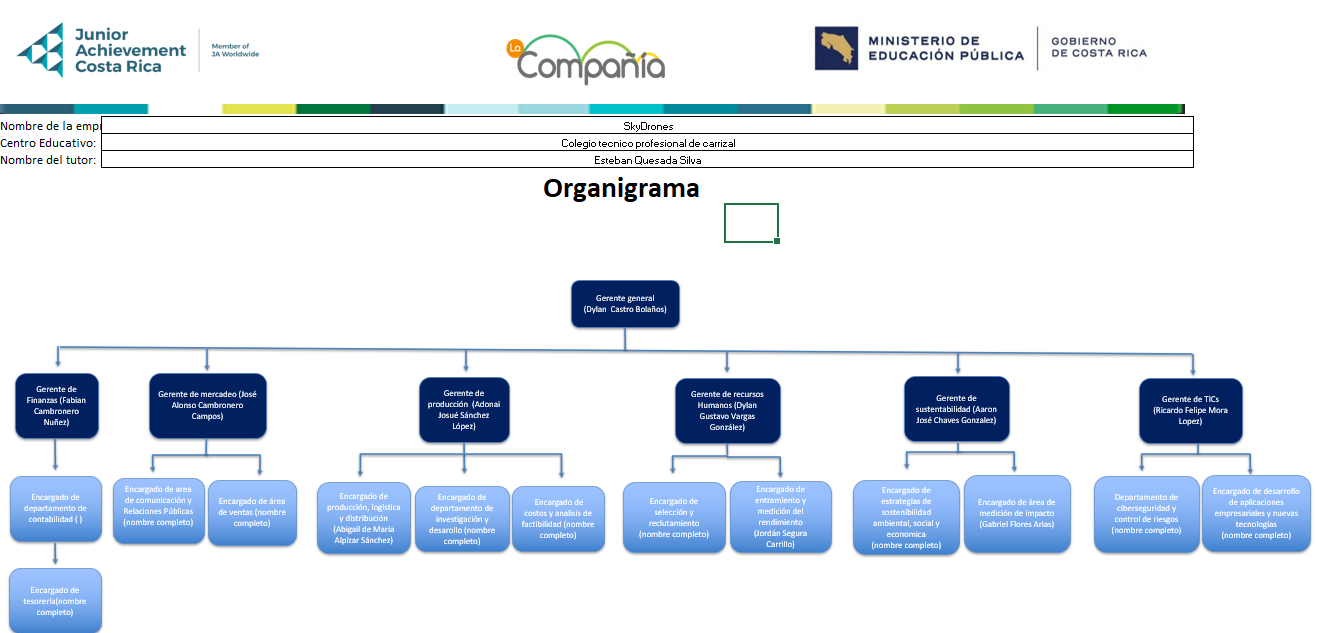 Junior
Achievement
Costa Rica
Member of
JA Worldwide
La
Compañía
MINISTERIO DE
EDUCACIÓN PÚBLICA
GOBIERNO
DE COSTA RICA
Nombre de la empr
SkyDrones
Centro Educativo:
Colegio tecnico profesional de carrizal
Nombre del tutor:
Esteban Quesada Silva
Organigrama
Gerente general
(Dylan Castro Bolaños)
Gerente de
Finanzas (Fabian
Cambronero
Nuñez)
Gerente de mercadeo (José
Alonso Cambronero
Campos)
Gerente de
producción (Adonai
Josué Sánchez
López)
Gerente de recursos
Humanos (Dylan
Gustavo Vargas
González)
Gerente de
sustentabilidad (Aaron
José Chaves Gonzalez)
Gerente de TICs
(Ricardo Felipe Mora
Lopez)
Encargado de
departamento de
contabilidad ( )
Encargado de area
de comunicación y
Relaciones Públicas
(nombre completo)
Encargado de área
de ventas (nombre
completo)
Encargado de
producción, logistica
y distribución
(Abigail de María
Alpizar Sánchez)
Encargado de
departamento de
investigación y
desarollo (nombre
completo)
Encargado de
costos y analisis de
factibilidad (nombre
completo)
Encargado de
selección y
reclutamiento
(nombre completo)
Encargado de
entramiento y
medición del
rendimiento
(Jordán Segura
Carrillo)
Encargado de
estrategias de
sostenibilidad
ambiental, social y
economica
(nombre completo)
Encargado de área de
medición de impacto
(Gabriel Flores Arias)
Departamento de
ciberseguridad y
control de riesgos
(nombre completo)
Encargado de desarrollo
de aplicaciones
empresariales y nuevas
tecnologías
(nombre completo)
Encargado de
tesorería(nombre
completo)